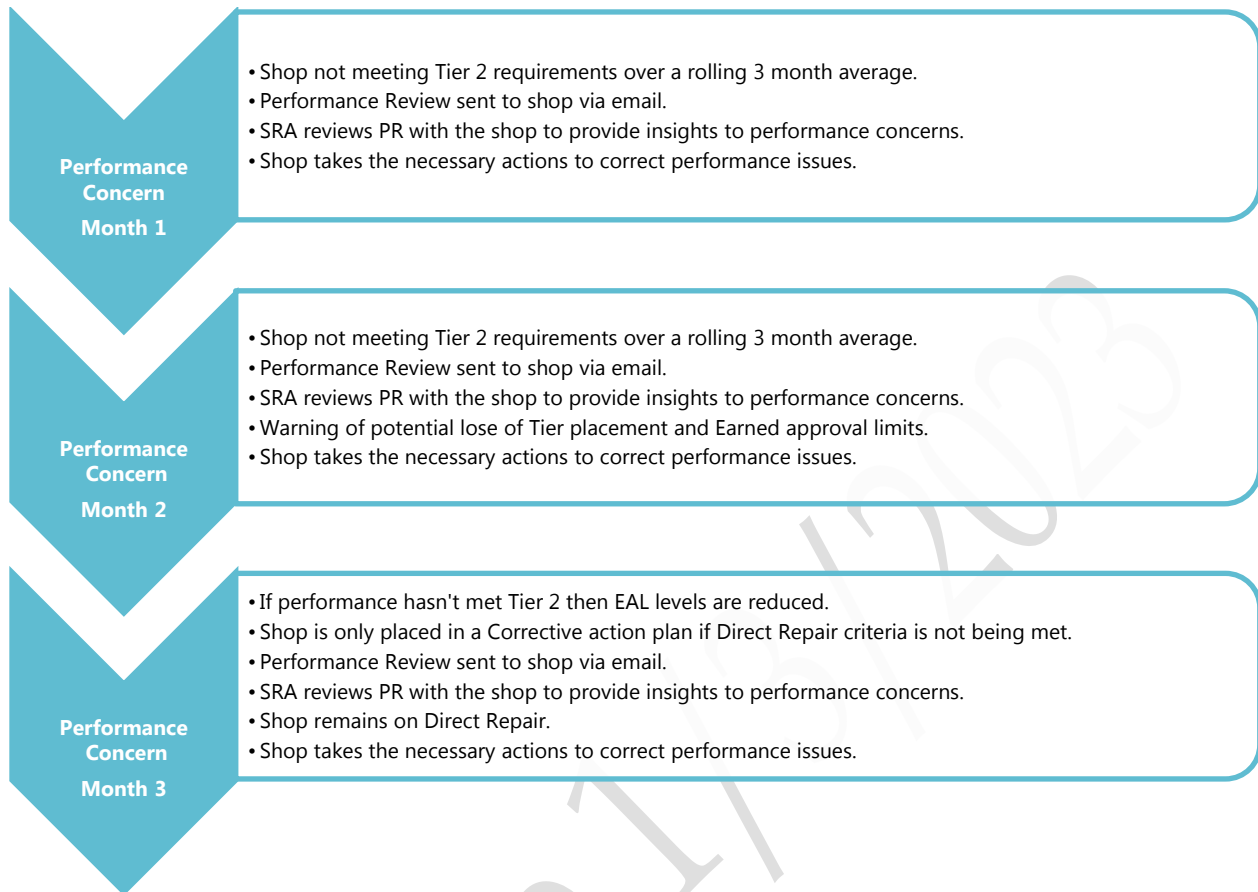 Performance
Concern
Month 1
• Shop not meeting Tier 2 requirements over a rolling 3 month average.
• Performance Review sent to shop via email.
• SRA reviews PR with the shop to provide insights to performance concerns.
• Shop takes the necessary actions to correct performance issues.
Performance
Concern
Month 2
• Shop not meeting Tier 2 requirements over a rolling 3 month average.
• Performance Review sent to shop via email.
• SRA reviews PR with the shop to provide insights to performance concerns.
• Warning of potential lose of Tier placement and Earned approval limits.
• Shop takes the necessary actions to correct performance issues.
Performance
Concern
Month 3
• If performance hasn't met Tier 2 then EAL levels are reduced.
• Shop is only placed in a Corrective action plan if Direct Repair criteria is not being met.
• Performance Review sent to shop via email.
• SRA reviews PR with the shop to provide insights to performance concerns.
• Shop remains on Direct Repair.
• Shop takes the necessary actions to correct performance issues.
1/3/2023